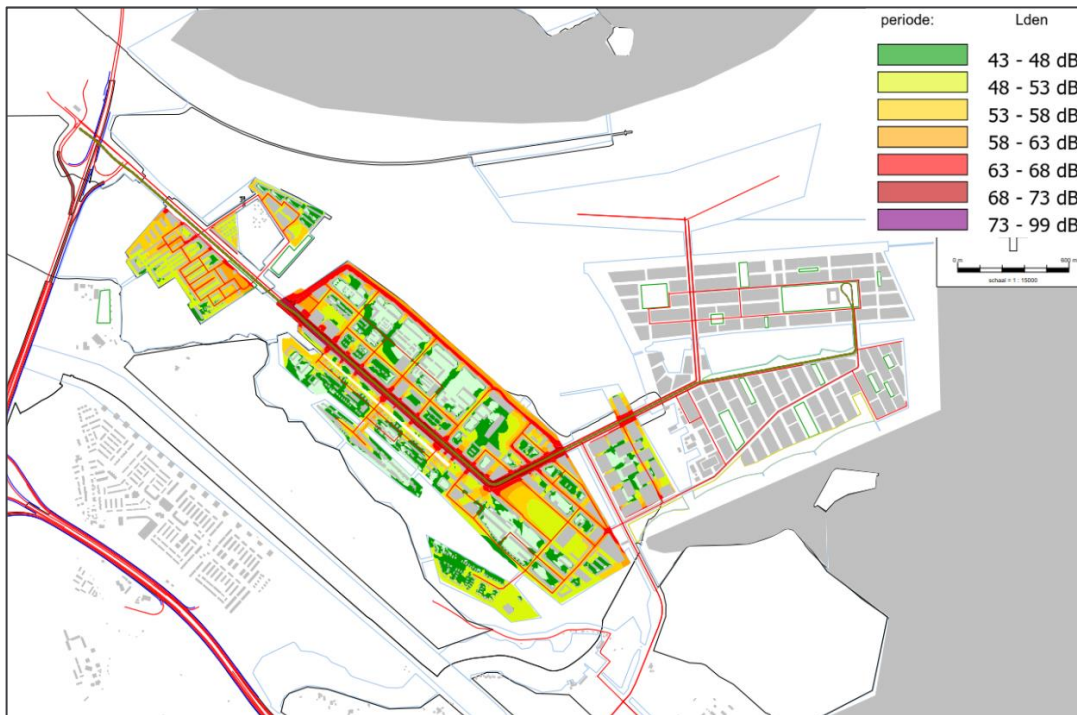 periode: Lden
43 - 48 dB
48 - 53 dB
53 - 58 dB
58 - 63 dB
63 - 68 dB
68 - 73 dB
73 - 99 dB
0 m 600 m
schaal = 1 : 15000